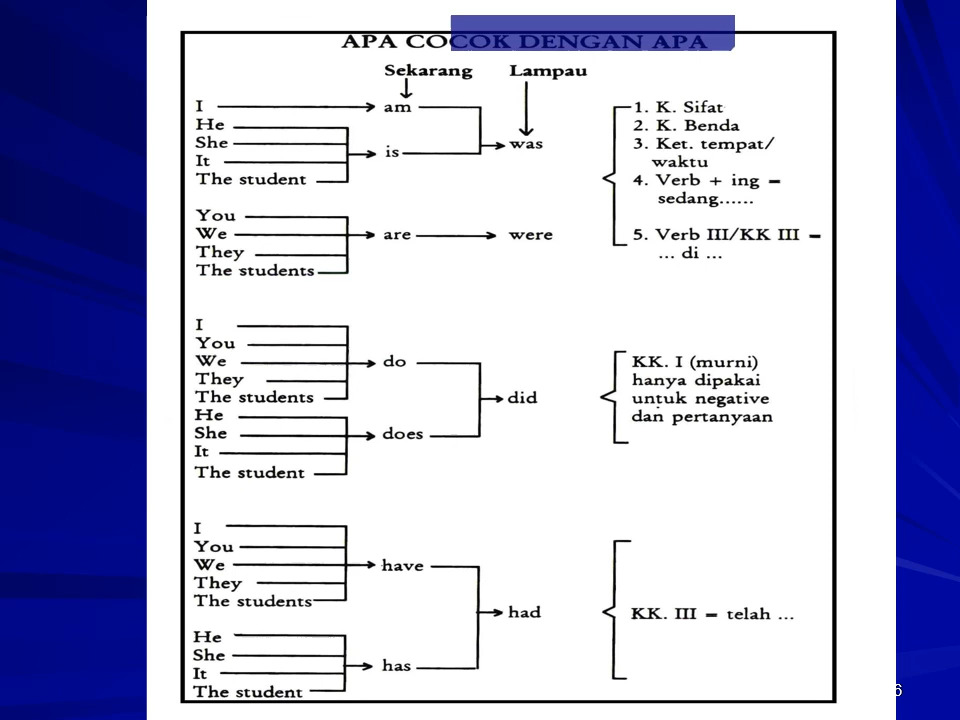 APA COCOK DENGAN APA
Sekarang Lampau
I am
He
She
It
The student
is
was
You
We
They
The students
are were
1. K. Sifat
2. K. Benda
3. Ket. tempat/
waktu
4. Verb + ing =
sedang......
5. Verb III/KK III =
... di ...
I
You
We
They
The students
do
He
She
It
The student
does
did
KK. I (murni)
hanya dipakai
untuk negative
dan pertanyaan
I
You
We
They
The students
have
He
She
It
The student
has
had
KK. III = telah ...
6